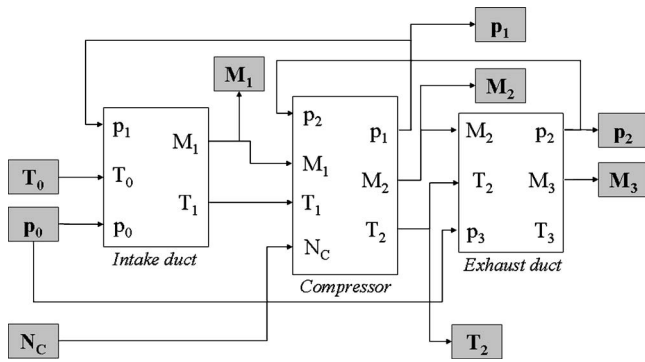 p1
M1
M2
p1
T0
p0
M1
T1
Intake duct
p2
M1
T1
NC
p1
M2
T2
Compressor
M2
T2
p3
p2
M3
T3
Exhaust duct
T0
p0
NC
p2
M3
T2